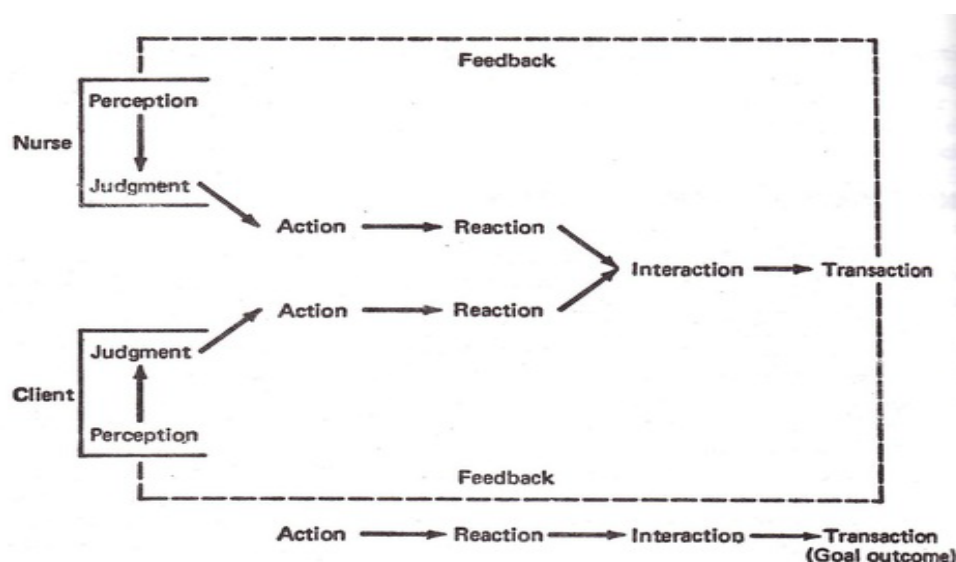 Feedback
Perception
Nurse
Judgment
Action Reaction
Interaction Transaction
Action Reaction
Judgment
Client
Perception
Feedback
Action Reaction Interaction Transaction
(Goal outcome)